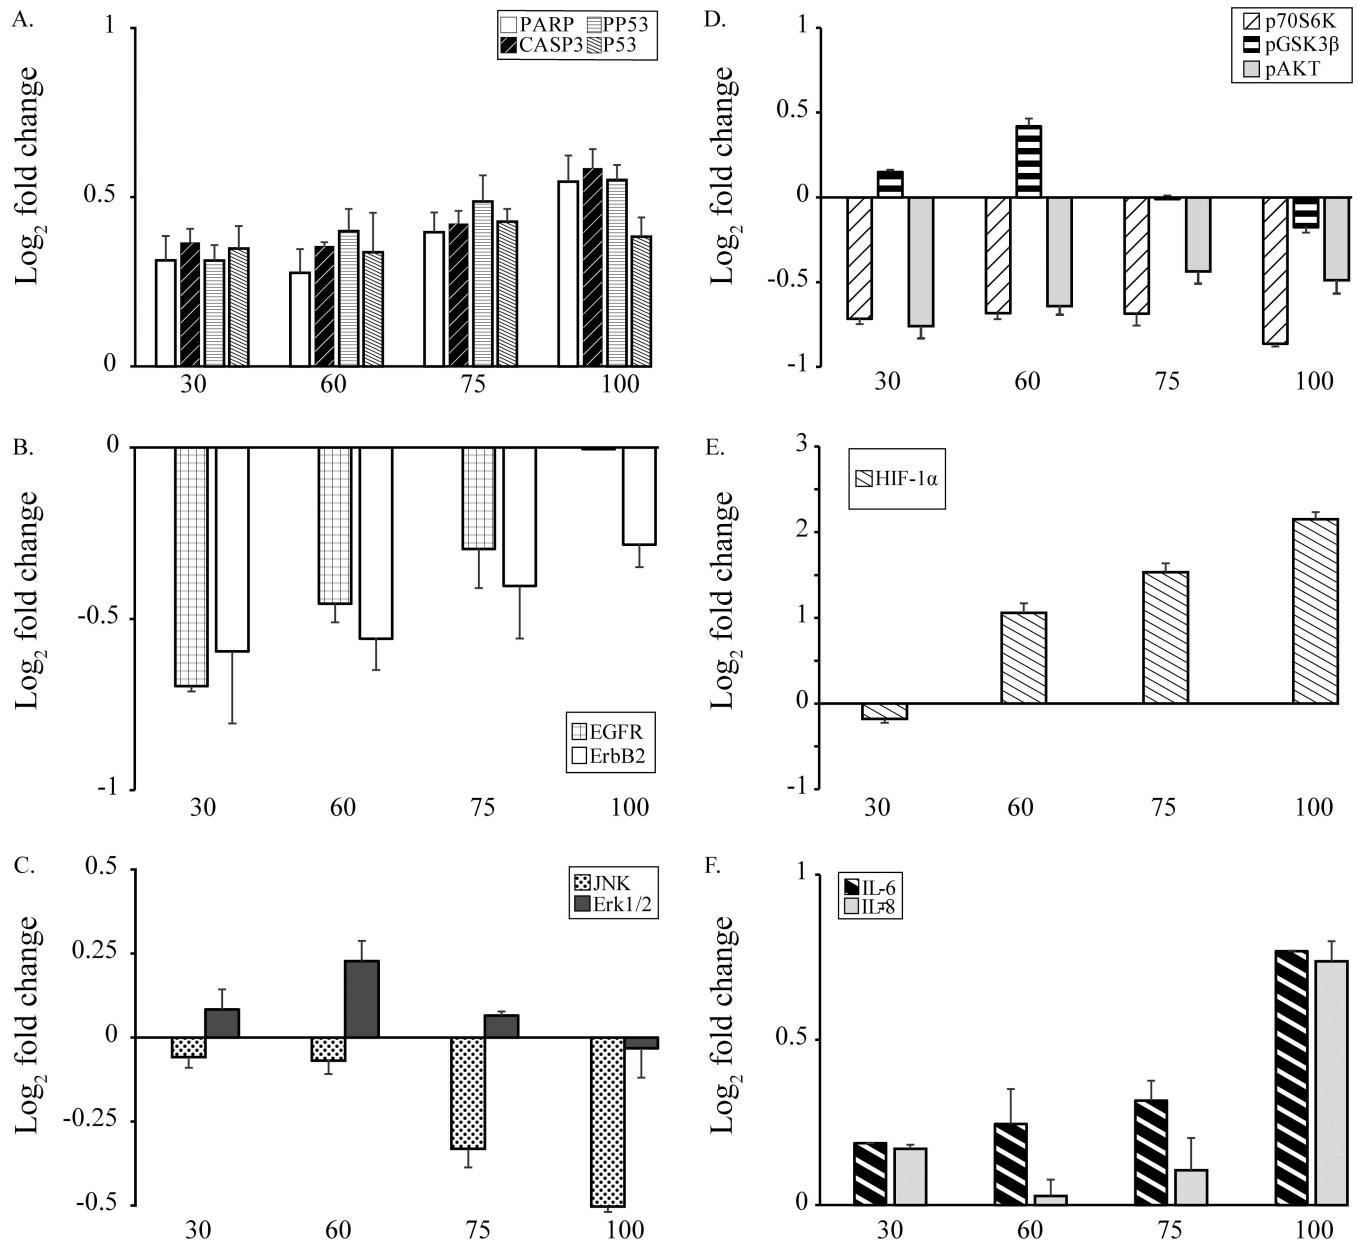 A.
Log2 fold change
1
0.5
0
PARP PP53
CASP3 P53
30 60 75 100
D.
Log2 fold change
1
0.5
0
-0.5
-1
p70S6K
pGSK3β
pAKT
30 60 75 100
B.
Log2 fold change
0
-0.5
-1
EGFR
ErbB2
30 60 75 100
E.
Log2 fold change
3
2
1
0
-1
HIF-1α
30 60 75 100
C.
Log2 fold change
0.5
0.25
0
-0.25
-0.5
JNK
Erk1/2
30 60 75 100
F.
Log2 fold change
1
0.5
0
IL-6
IL-8
30 60 75 100